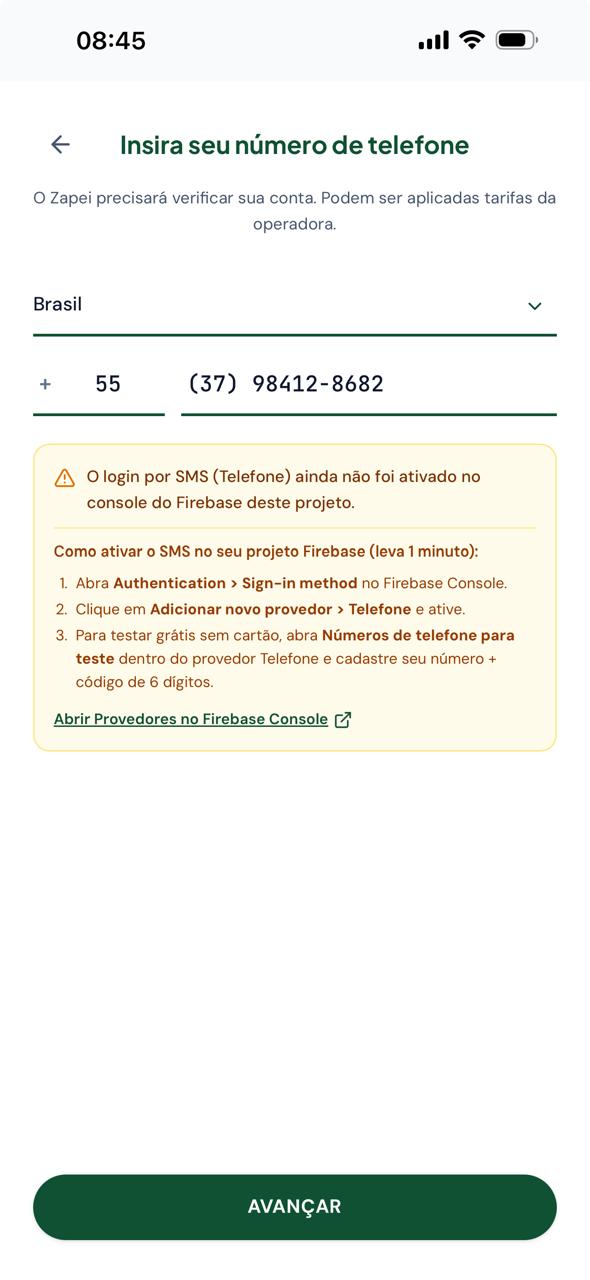 08:45
Insira seu número de telefone
O Zapei precisará verificar sua conta. Podem ser aplicadas tarifas da
operadora.
Brasil
+ 55 (37) 98412-8682
O login por SMS (Telefone) ainda não foi ativado no
console do Firebase deste projeto.
Como ativar o SMS no seu projeto Firebase (leva 1 minuto):
1. Abra Authentication > Sign-in method no Firebase Console.
2. Clique em Adicionar novo provedor > Telefone e ative.
3. Para testar grátis sem cartão, abra Números de telefone para
teste dentro do provedor Telefone e cadastre seu número +
código de 6 dígitos.
Abrir Provedores no Firebase Console
AVANÇAR